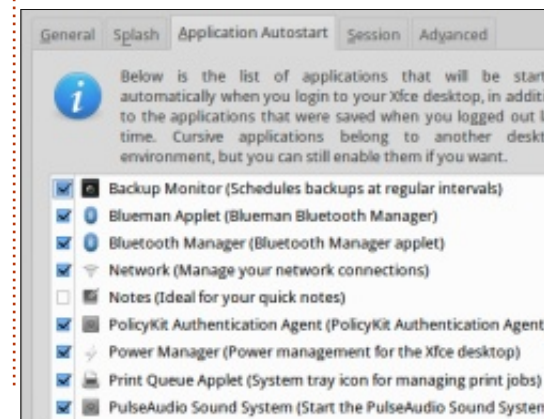 General Splash Application Autostart Session Advanced
Below is the list of applications that will be start
automatically when you login to your Xfce desktop, in additi
to the applications that were saved when you logged out l
time. Cursive applications belong to another deskt
environment, but you can still enable them if you want.
Backup Monitor (Schedules backups at regular intervals)
Blueman Applet (Blueman Bluetooth Manager)
Bluetooth Manager (Bluetooth Manager applet)
Network (Manage your network connections)
Notes (Ideal for your quick notes)
PolicyKit Authentication Agent (PolicyKit Authentication Agent
Power Manager (Power management for the Xfce desktop)
Print Queue Applet (System tray icon for managing print jobs)
PulseAudio Sound System (Start the PulseAudio Sound System